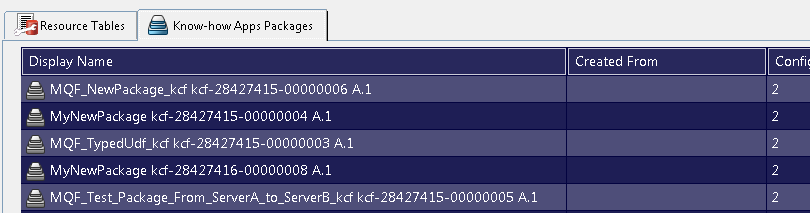 Resource Tables Know-how Apps Packages
Display Name Created From Config
MQF_NewPackage_kcf kcf-28427415-00000006 A.1 2
MyNewPackage kcf-28427415-00000004 A.1 2
MQF_TypedUdf_kcf kcf-28427415-00000003 A.1 2
MyNewPackage kcf-28427416-00000008 A.1 2
MQF_Test_Package_From_ServerA_to_ServerB_kcf kcf-28427415-00000005 A.1 2